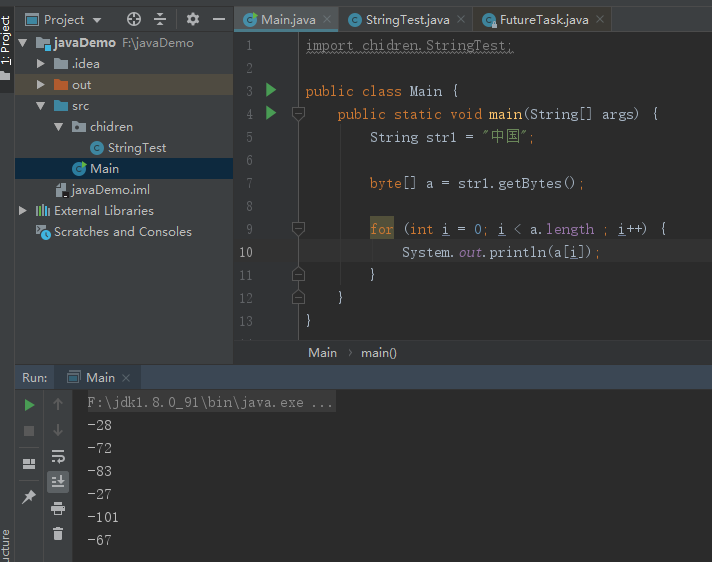 Project
Main.java
StringTest.java
FutureTask.java
1: Project
javaDemo F:\javaDemo
.idea
out
src
chidren
StringTest
Main
javaDemo.iml
External Libraries
Scratches and Consoles
1 import chidren.StringTest;
2
3 public class Main {
4 public static void main(String[] args) {
5 String str1 = "中国";
6
7 byte[] a = str1.getBytes();
8
9 for (int i = 0; i < a.length ; i++) {
10 System.out.println(a[i]);
11 }
12 }
13 }
Main › main()
Run: Main
F:\jdk1.8.0_91\bin\java.exe ...
-28
-72
-83
-27
-101
-67
ucture